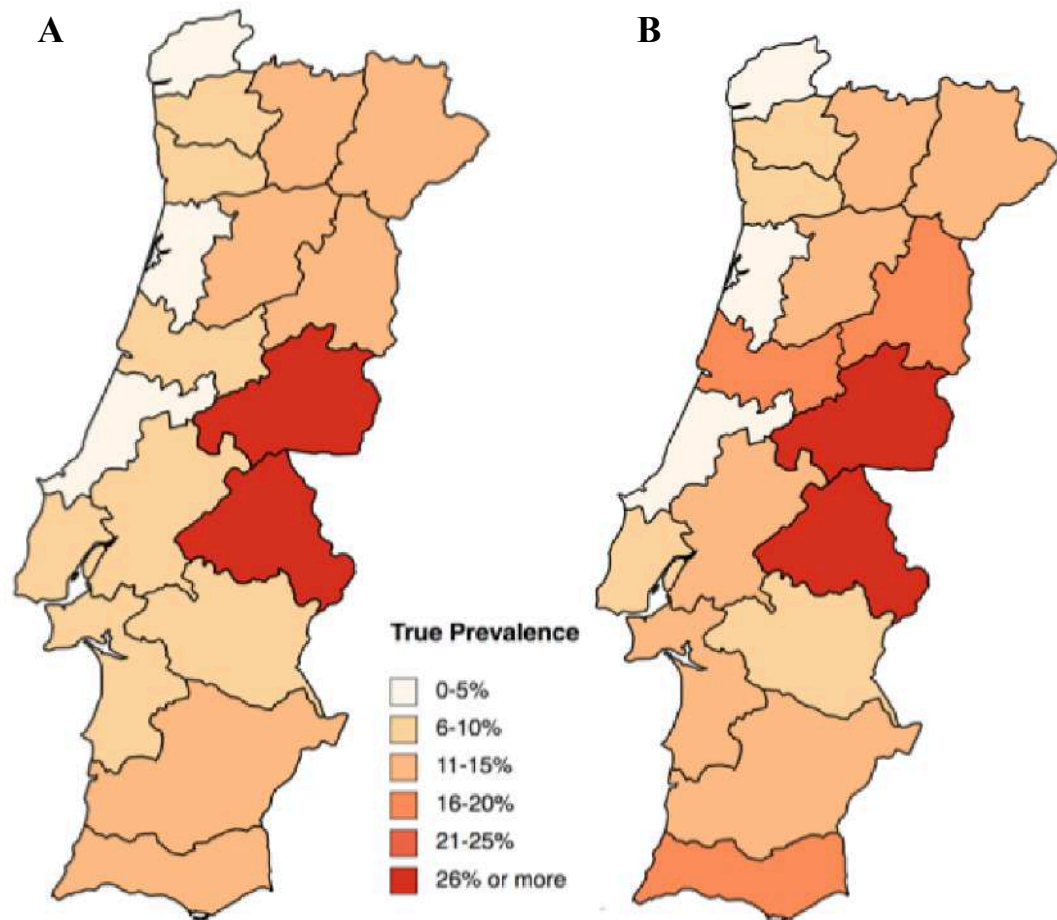 A
B
True Prevalence
0-5%
6-10%
11-15%
16-20%
21-25%
26% or more